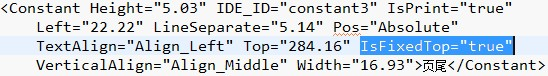 <Constant Height="5.03" IDE_ID="constant3" IsPrint="true"
Left="22.22" LineSeparate="5.14" Pos="Absolute"
TextAlign="Align_Left" Top="284.16" IsFixedTop="true"
VerticalAlign="Align_Middle" Width="16.93">页尾</Constant>